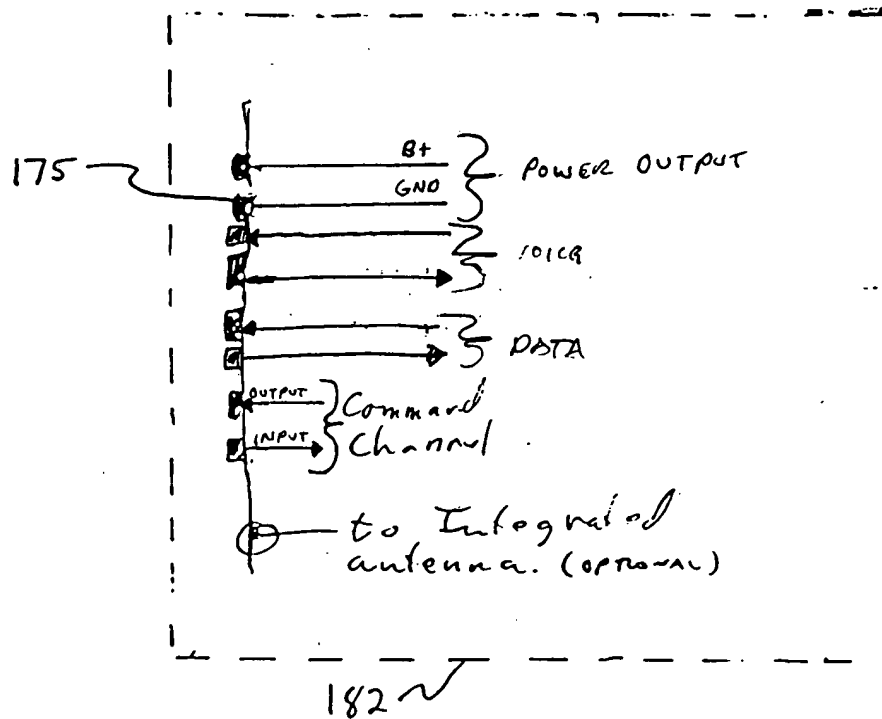 B+
POWER OUTPUT
175
GND
DATA
OUTPUT
Command
INPUT
Channel
to Integrated
antenna. (OPTIONAL)
182